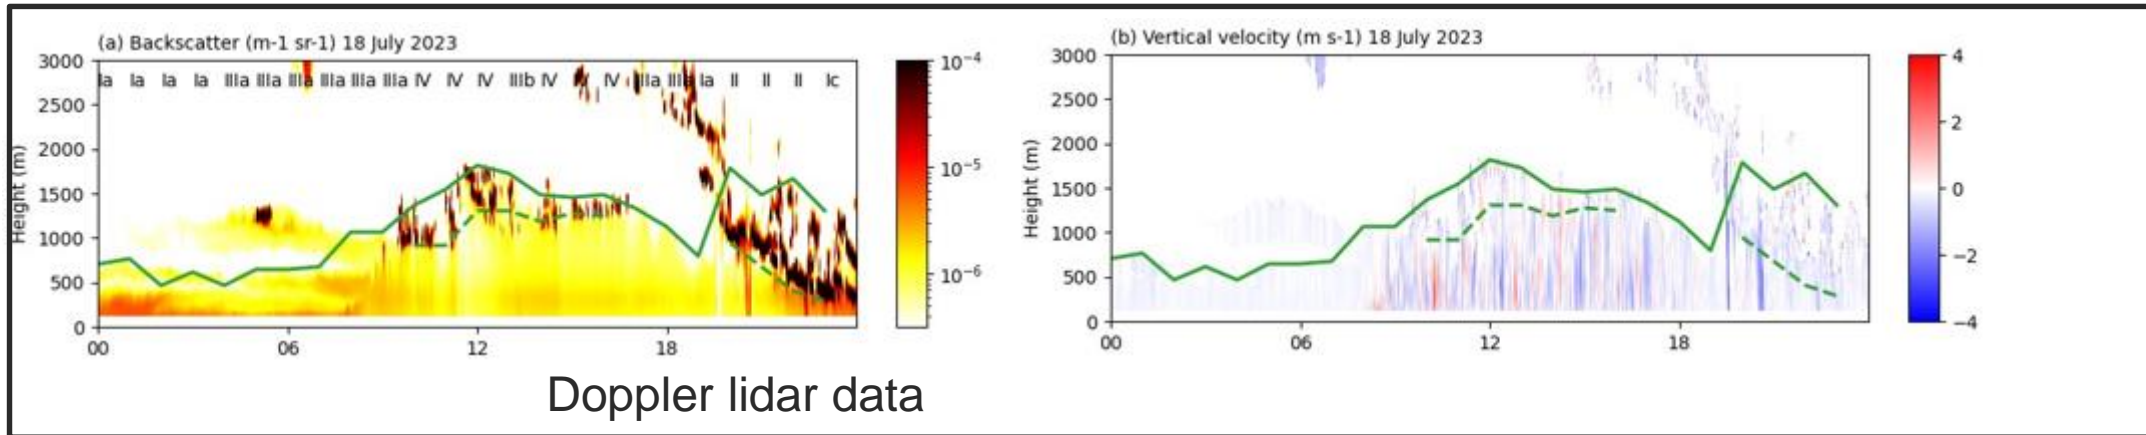 (a) Backscatter (m-1 sr-1) 18 July 2023
3000
2500
2000
1500
1000
500
0
Height (m)
Ia Ia Ia Ia IIIa IIIa IIIa IIIa IIIa IIIa IV IV IV IIIb IV IV IIIa Ia II II II Ic
00 06 12 18
10⁻⁴
10⁻⁵
10⁻⁶
(b) Vertical velocity (m s-1) 18 July 2023
3000
2500
2000
1500
1000
500
0
Height (m)
00 06 12 18
4
2
0
−2
−4
Doppler lidar data